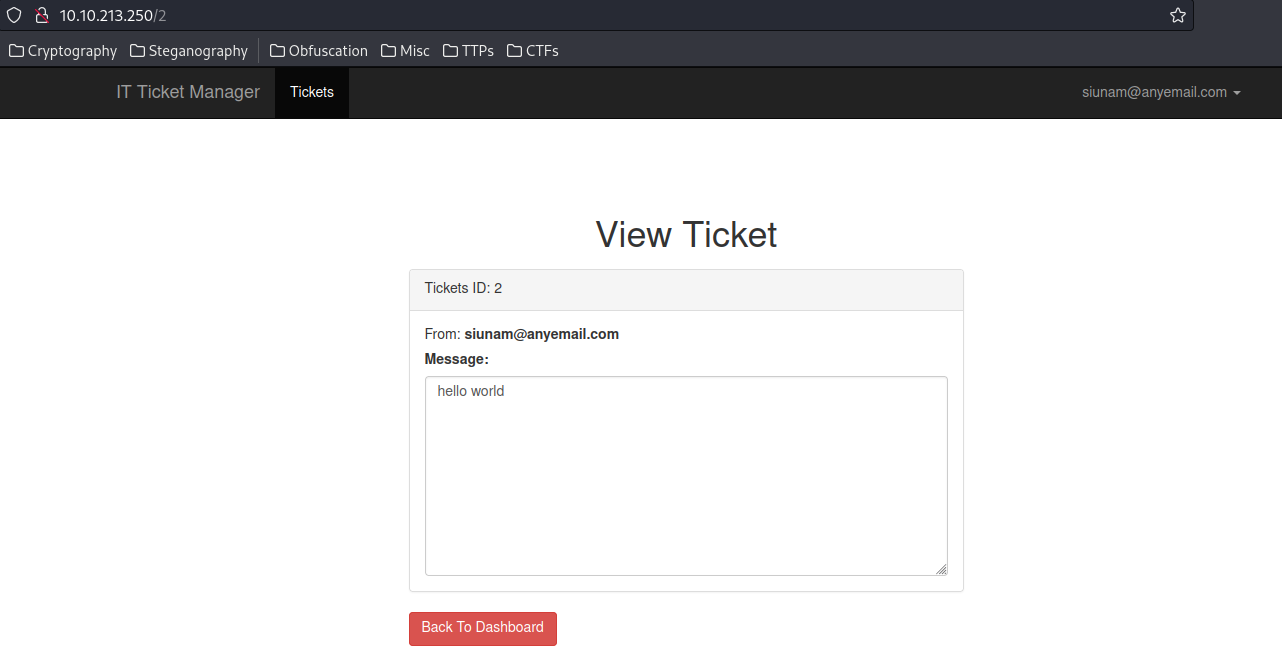 10.10.213.250/2
Cryptography Steganography Obfuscation Misc TTPs CTFs
IT Ticket Manager Tickets siunam@anyemail.com
View Ticket
Tickets ID: 2
From: siunam@anyemail.com
Message:
hello world
Back To Dashboard